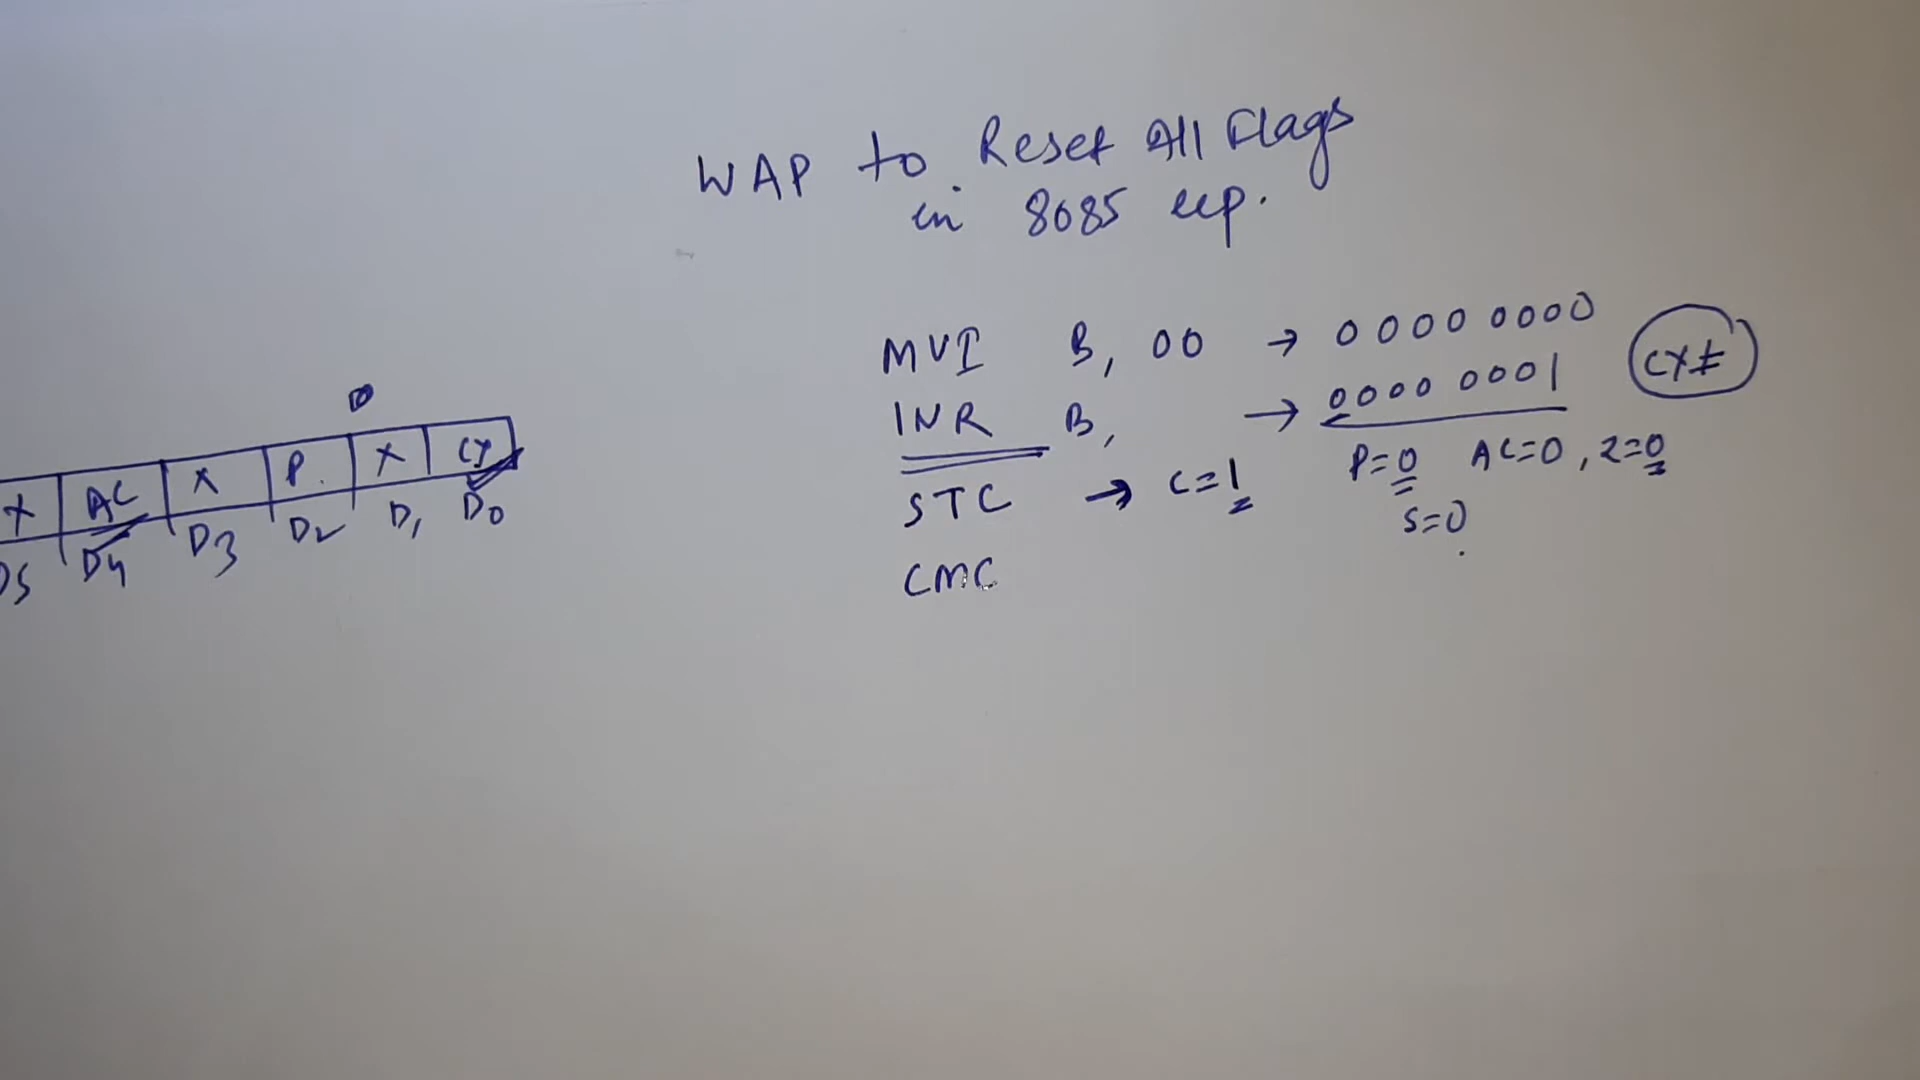 WAP to Reset All Flags
in 8085 up.
MVI B, 00 → 0000 0000
INR B, → 0000 0001
CY≠
P=0 AC=0, Z=0
STC → C=1
S=0
CMC
X AC X P. X CY
D5 D4 D3 D2 D1 D0